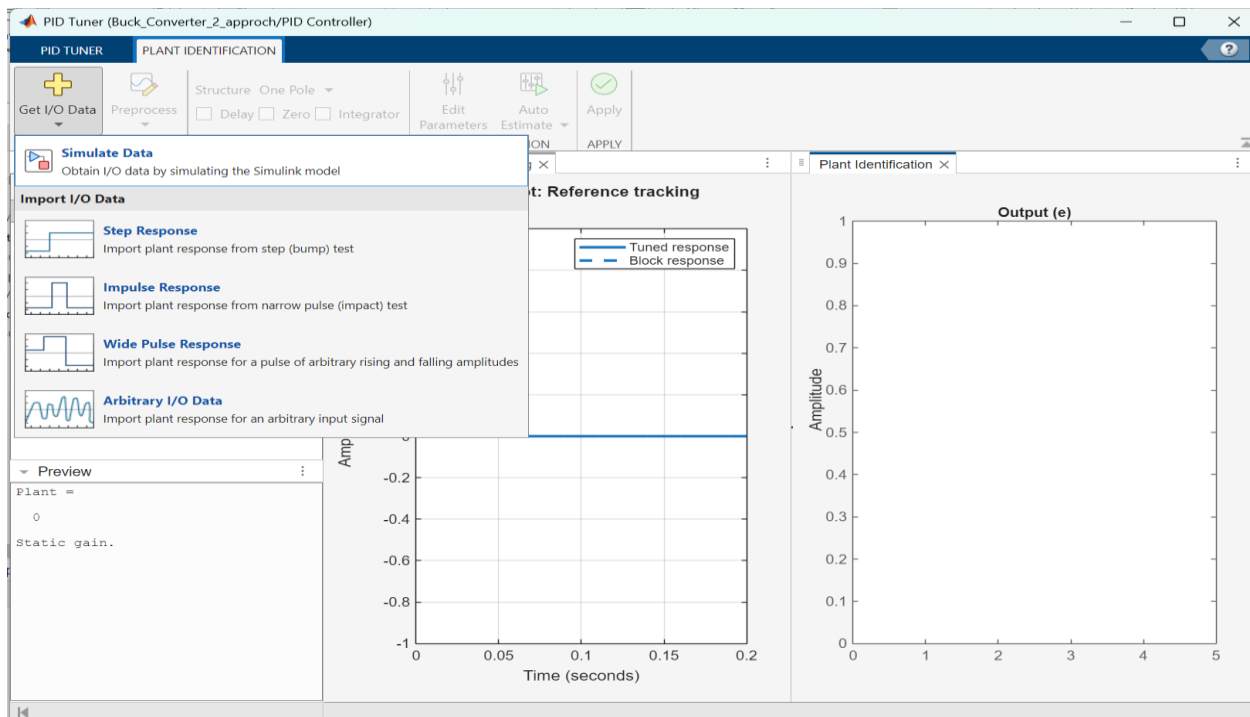 PID Tuner (Buck_Converter_2_approch/PID Controller)
PID TUNER
PLANT IDENTIFICATION
?
Get I/O Data
Preprocess
Structure One Pole
Delay
Zero
Integrator
Edit
Parameters
Auto
Estimate
Apply
ION
APPLY
Simulate Data
Obtain I/O data by simulating the Simulink model
Import I/O Data
Step Response
Import plant response from step (bump) test
Impulse Response
Import plant response from narrow pulse (impact) test
Wide Pulse Response
Import plant response for a pulse of arbitrary rising and falling amplitudes
Arbitrary I/O Data
Import plant response for an arbitrary input signal
Preview
Plant =
0
Static gain.
ot: Reference tracking
Tuned response
Block response
Amp
0
-0.2
-0.4
-0.6
-0.8
-1
0
0.05
0.1
0.15
0.2
Time (seconds)
Plant Identification
Output (e)
Amplitude
1
0.9
0.8
0.7
0.6
0.5
0.4
0.3
0.2
0.1
0
0
1
2
3
4
5